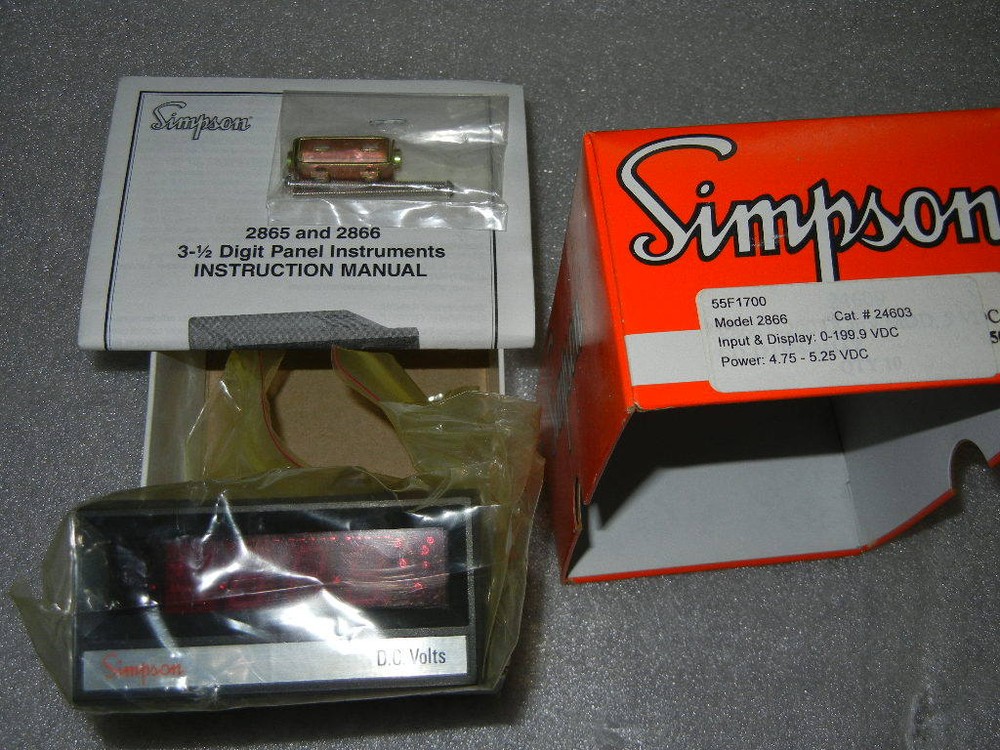 Simpson
2865 and 2866
3-½ Digit Panel Instruments
INSTRUCTION MANUAL
Simpson
55F1700
Model 2866 Cat. # 24603
Input & Display: 0-199.9 VDC
Power: 4.75 - 5.25 VDC
Simpson
D.C. Volts